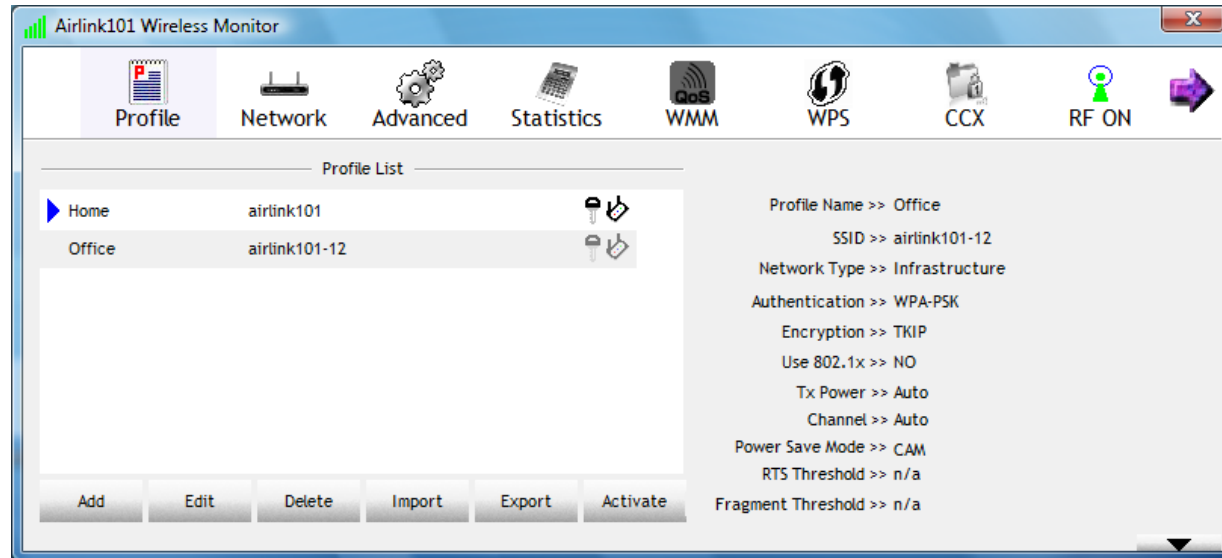 Airlink101 Wireless Monitor
Profile Network Advanced Statistics QoS WMM WPS CCX RF ON
Profile List
Home airlink101
Office airlink101-12
Add Edit Delete Import Export Activate
Profile Name >> Office
SSID >> airlink101-12
Network Type >> Infrastructure
Authentication >> WPA-PSK
Encryption >> TKIP
Use 802.1x >> NO
Tx Power >> Auto
Channel >> Auto
Power Save Mode >> CAM
RTS Threshold >> n/a
Fragment Threshold >> n/a